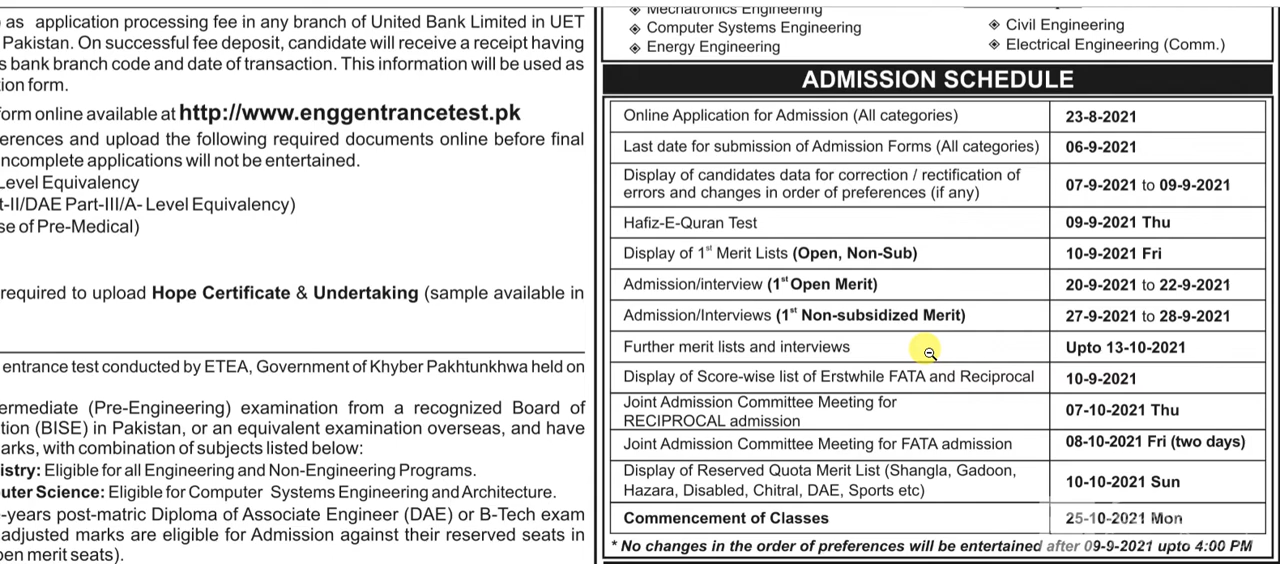 ) as application processing fee in any branch of United Bank Limited in UET
Pakistan. On successful fee deposit, candidate will receive a receipt having
s bank branch code and date of transaction. This information will be used as
tion form.
form online available at http://www.enggentrancetest.pk
erences and upload the following required documents online before final
incomplete applications will not be entertained.
Level Equivalency
t-II/DAE Part-III/A- Level Equivalency)
se of Pre-Medical)
required to upload Hope Certificate & Undertaking (sample available in
entrance test conducted by ETEA, Government of Khyber Pakhtunkhwa held on
ermediate (Pre-Engineering) examination from a recognized Board of
tion (BISE) in Pakistan, or an equivalent examination overseas, and have
arks, with combination of subjects listed below:
istry: Eligible for all Engineering and Non-Engineering Programs.
uter Science: Eligible for Computer Systems Engineering and Architecture.
-years post-matric Diploma of Associate Engineer (DAE) or B-Tech exam
adjusted marks are eligible for Admission against their reserved seats in
pen merit seats).
Mechatronics Engineering
Computer Systems Engineering
Energy Engineering
Civil Engineering
Electrical Engineering (Comm.)
ADMISSION SCHEDULE
Online Application for Admission (All categories) 23-8-2021
Last date for submission of Admission Forms (All categories) 06-9-2021
Display of candidates data for correction / rectification of
errors and changes in order of preferences (if any) 07-9-2021 to 09-9-2021
Hafiz-E-Quran Test 09-9-2021 Thu
Display of 1st Merit Lists (Open, Non-Sub) 10-9-2021 Fri
Admission/interview (1st Open Merit) 20-9-2021 to 22-9-2021
Admission/Interviews (1st Non-subsidized Merit) 27-9-2021 to 28-9-2021
Further merit lists and interviews Upto 13-10-2021
Display of Score-wise list of Erstwhile FATA and Reciprocal 10-9-2021
Joint Admission Committee Meeting for
RECIPROCAL admission 07-10-2021 Thu
Joint Admission Committee Meeting for FATA admission 08-10-2021 Fri (two days)
Display of Reserved Quota Merit List (Shangla, Gadoon,
Hazara, Disabled, Chitral, DAE, Sports etc) 10-10-2021 Sun
Commencement of Classes 25-10-2021 Mon
* No changes in the order of preferences will be entertained after 09-9-2021 upto 4:00 PM